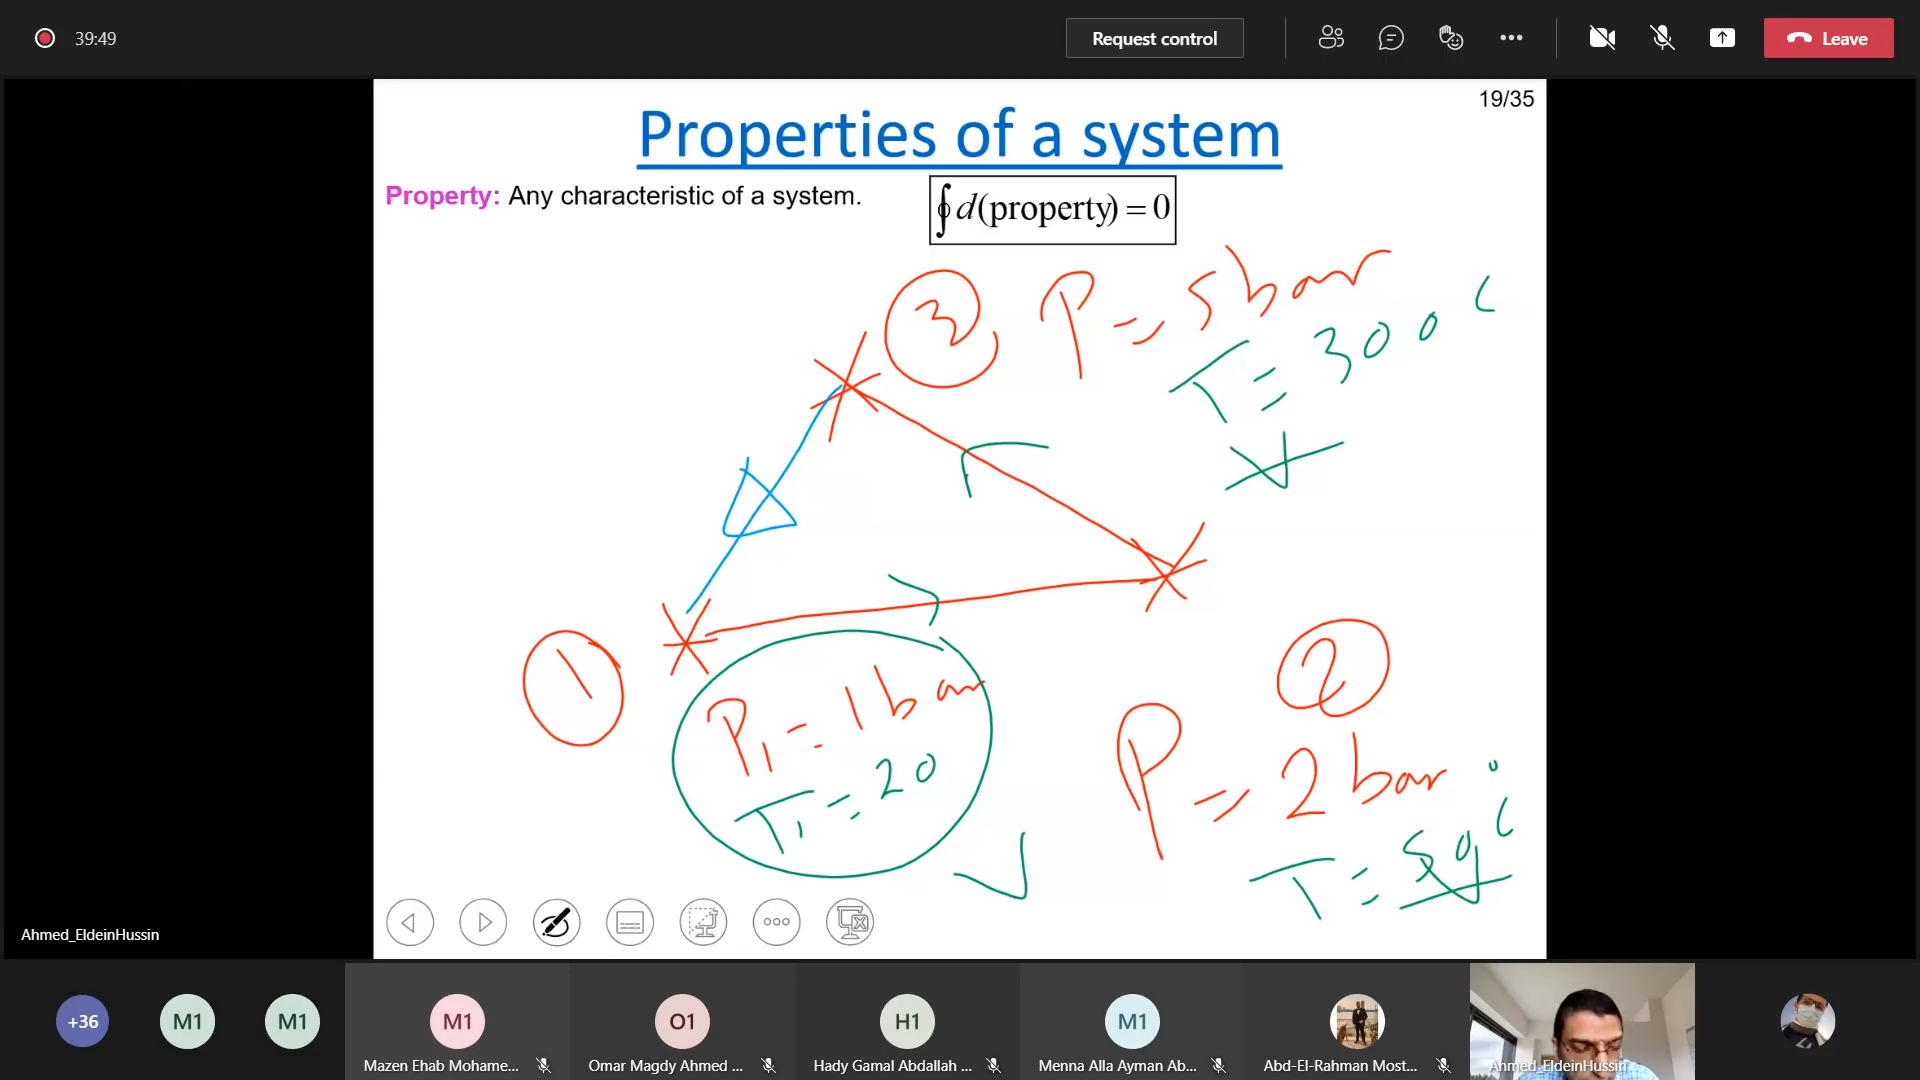 39:49
Request control
Leave
19/35
Properties of a system
Property: Any characteristic of a system.
∮ d(property) = 0
3
P = 5 bar
T = 300 c
1
P1 = 1 bar
T1 = 20
2
P = 2 bar
T = 50°c
Ahmed_EldeinHussin
+36
M1
M1
M1
Mazen Ehab Mohame...
O1
Omar Magdy Ahmed ...
H1
Hady Gamal Abdallah ...
M1
Menna Alla Ayman Ab...
Abd-El-Rahman Most...
Ahmed_EldeinHussin